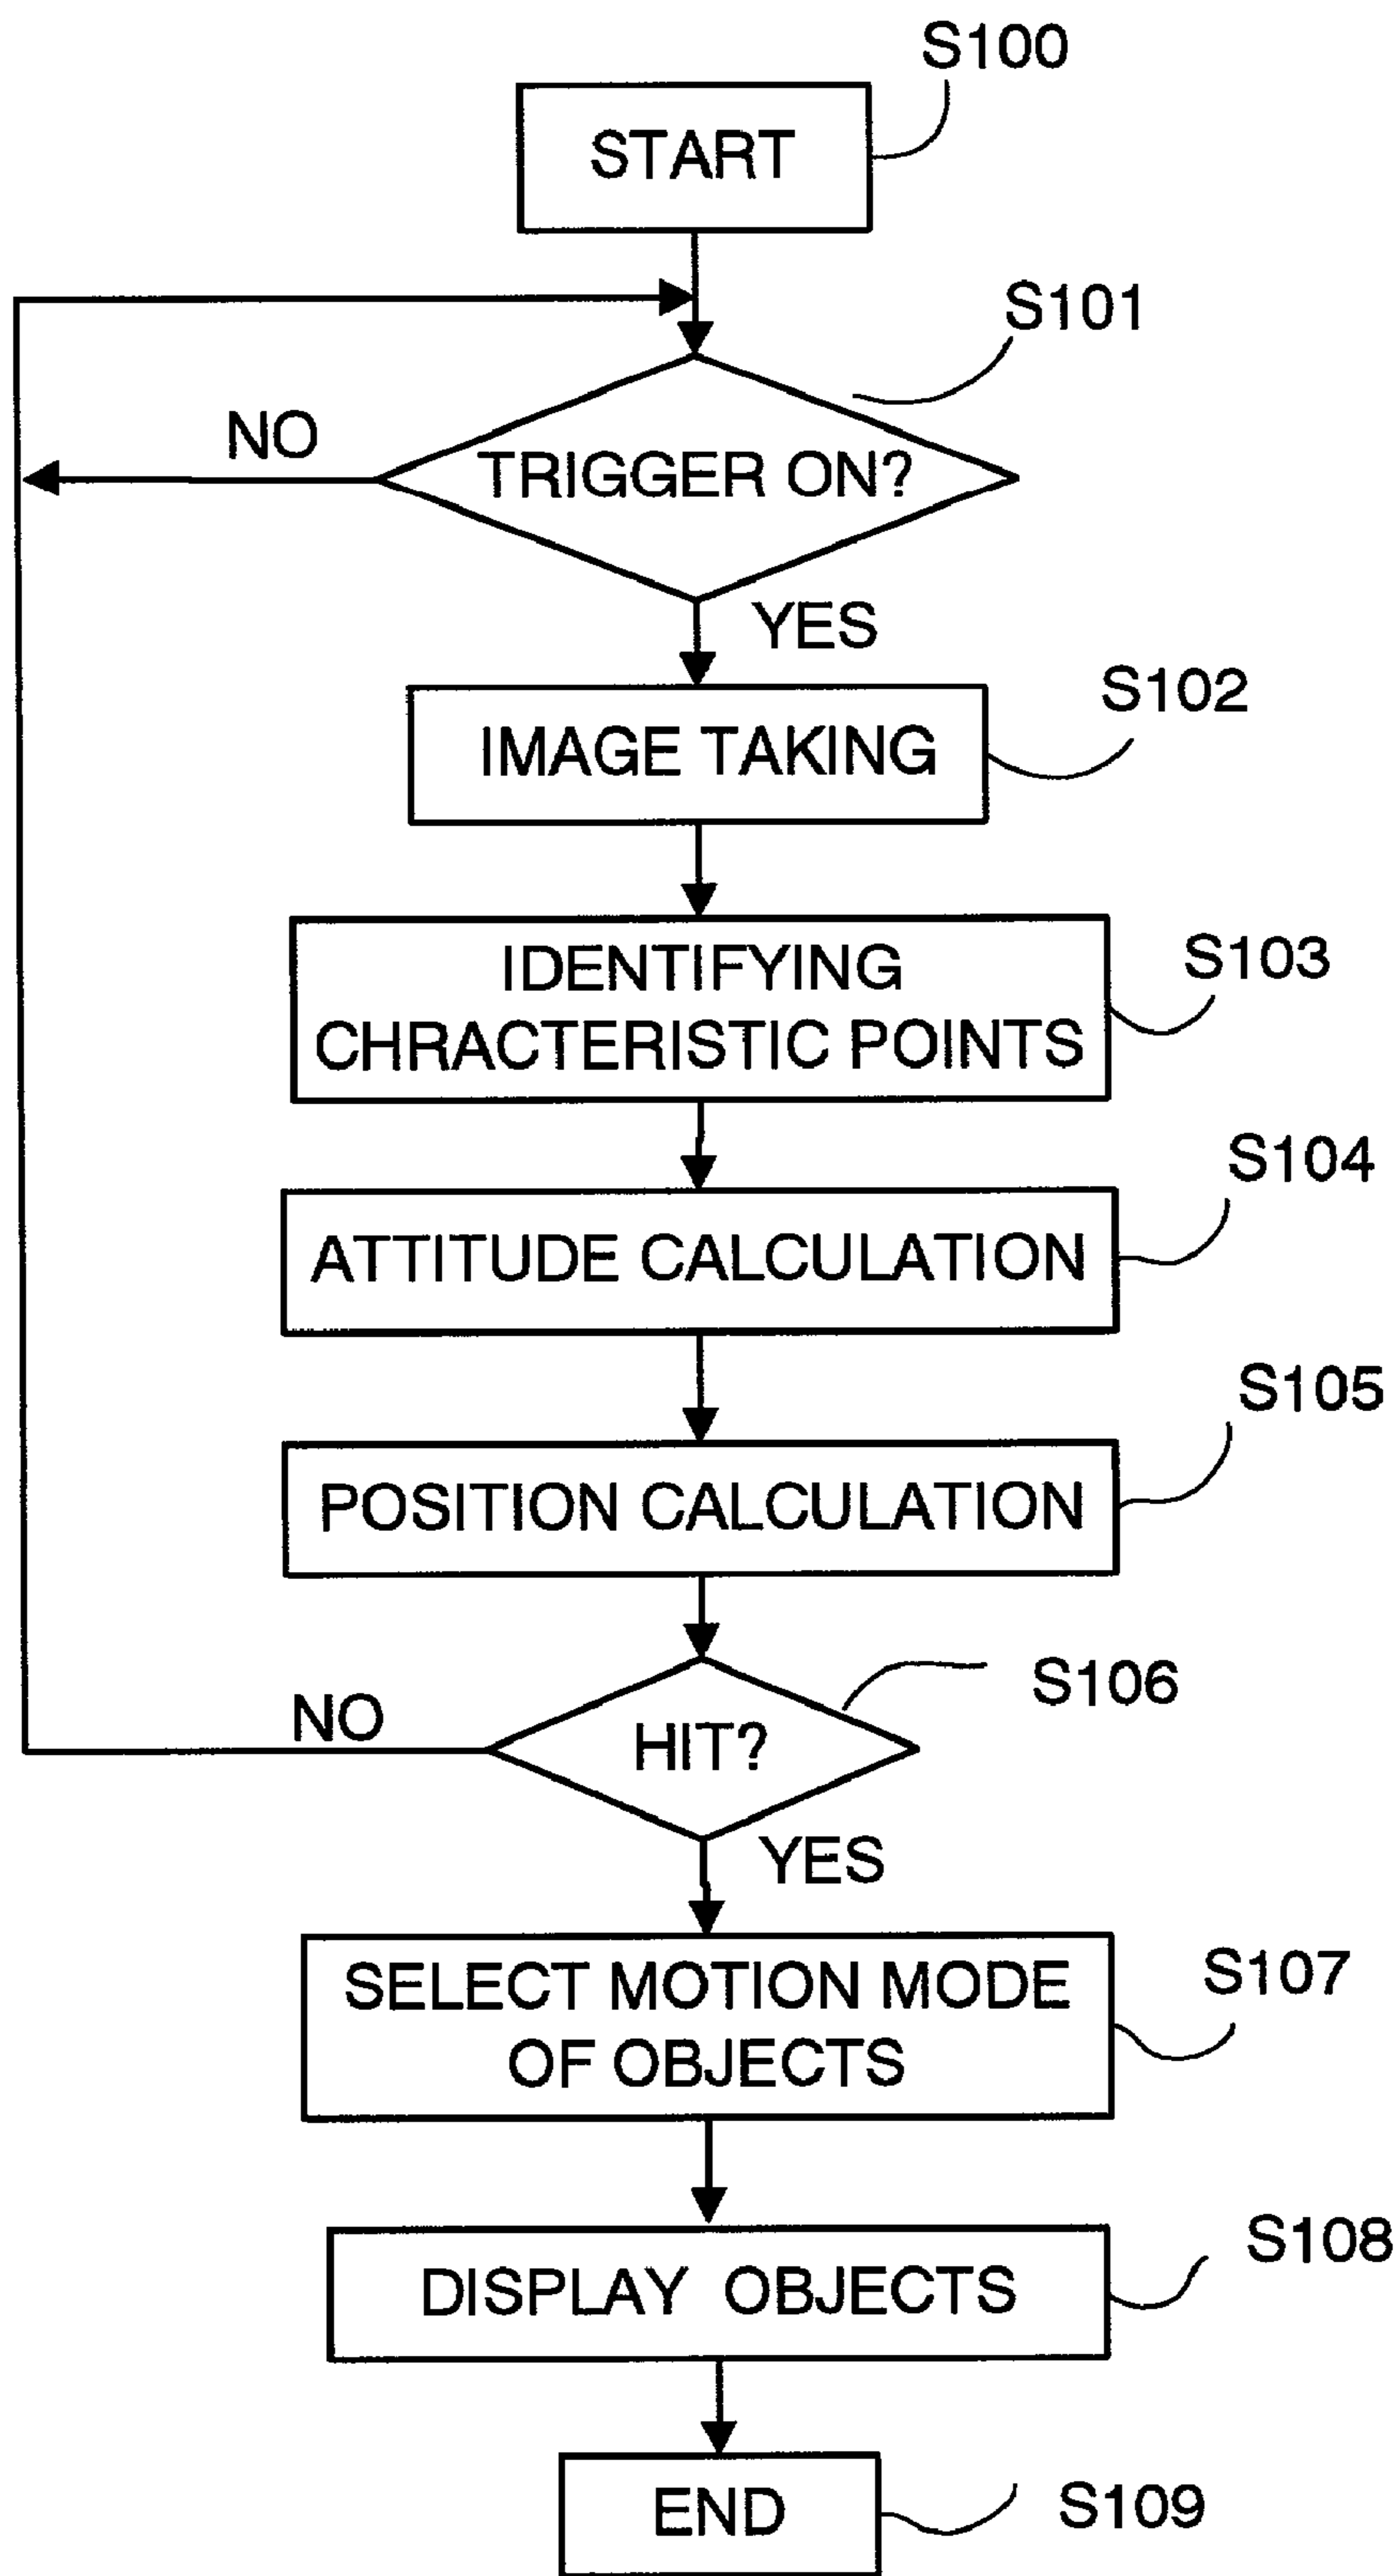 S100
START
S101
NO
TRIGGER ON?
YES
S102
IMAGE TAKING
S103
IDENTIFYING
CHRACTERISTIC POINTS
S104
ATTITUDE CALCULATION
S105
POSITION CALCULATION
S106
NO
HIT?
YES
S107
SELECT MOTION MODE
OF OBJECTS
S108
DISPLAY OBJECTS
END
S109